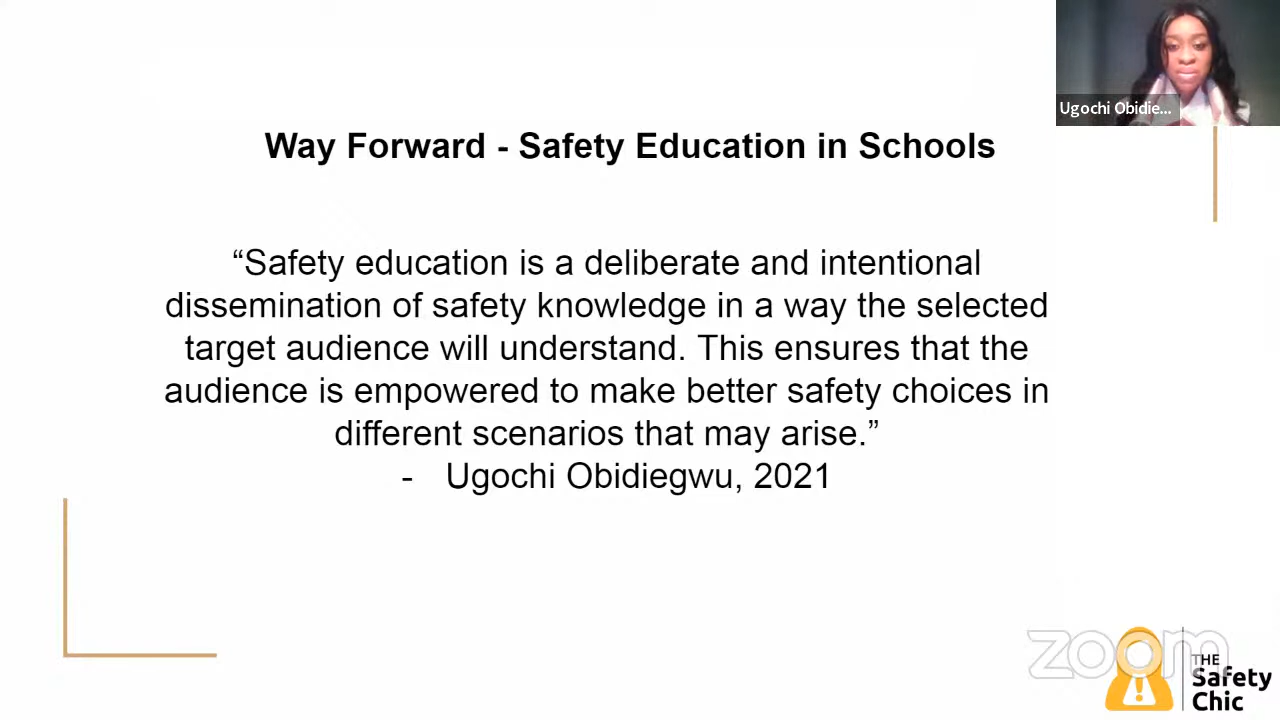 Ugochi Obidie...
Way Forward - Safety Education in Schools
“Safety education is a deliberate and intentional
dissemination of safety knowledge in a way the selected
target audience will understand. This ensures that the
audience is empowered to make better safety choices in
different scenarios that may arise.”
- Ugochi Obidiegwu, 2021
zoom
THE
Safety
Chic